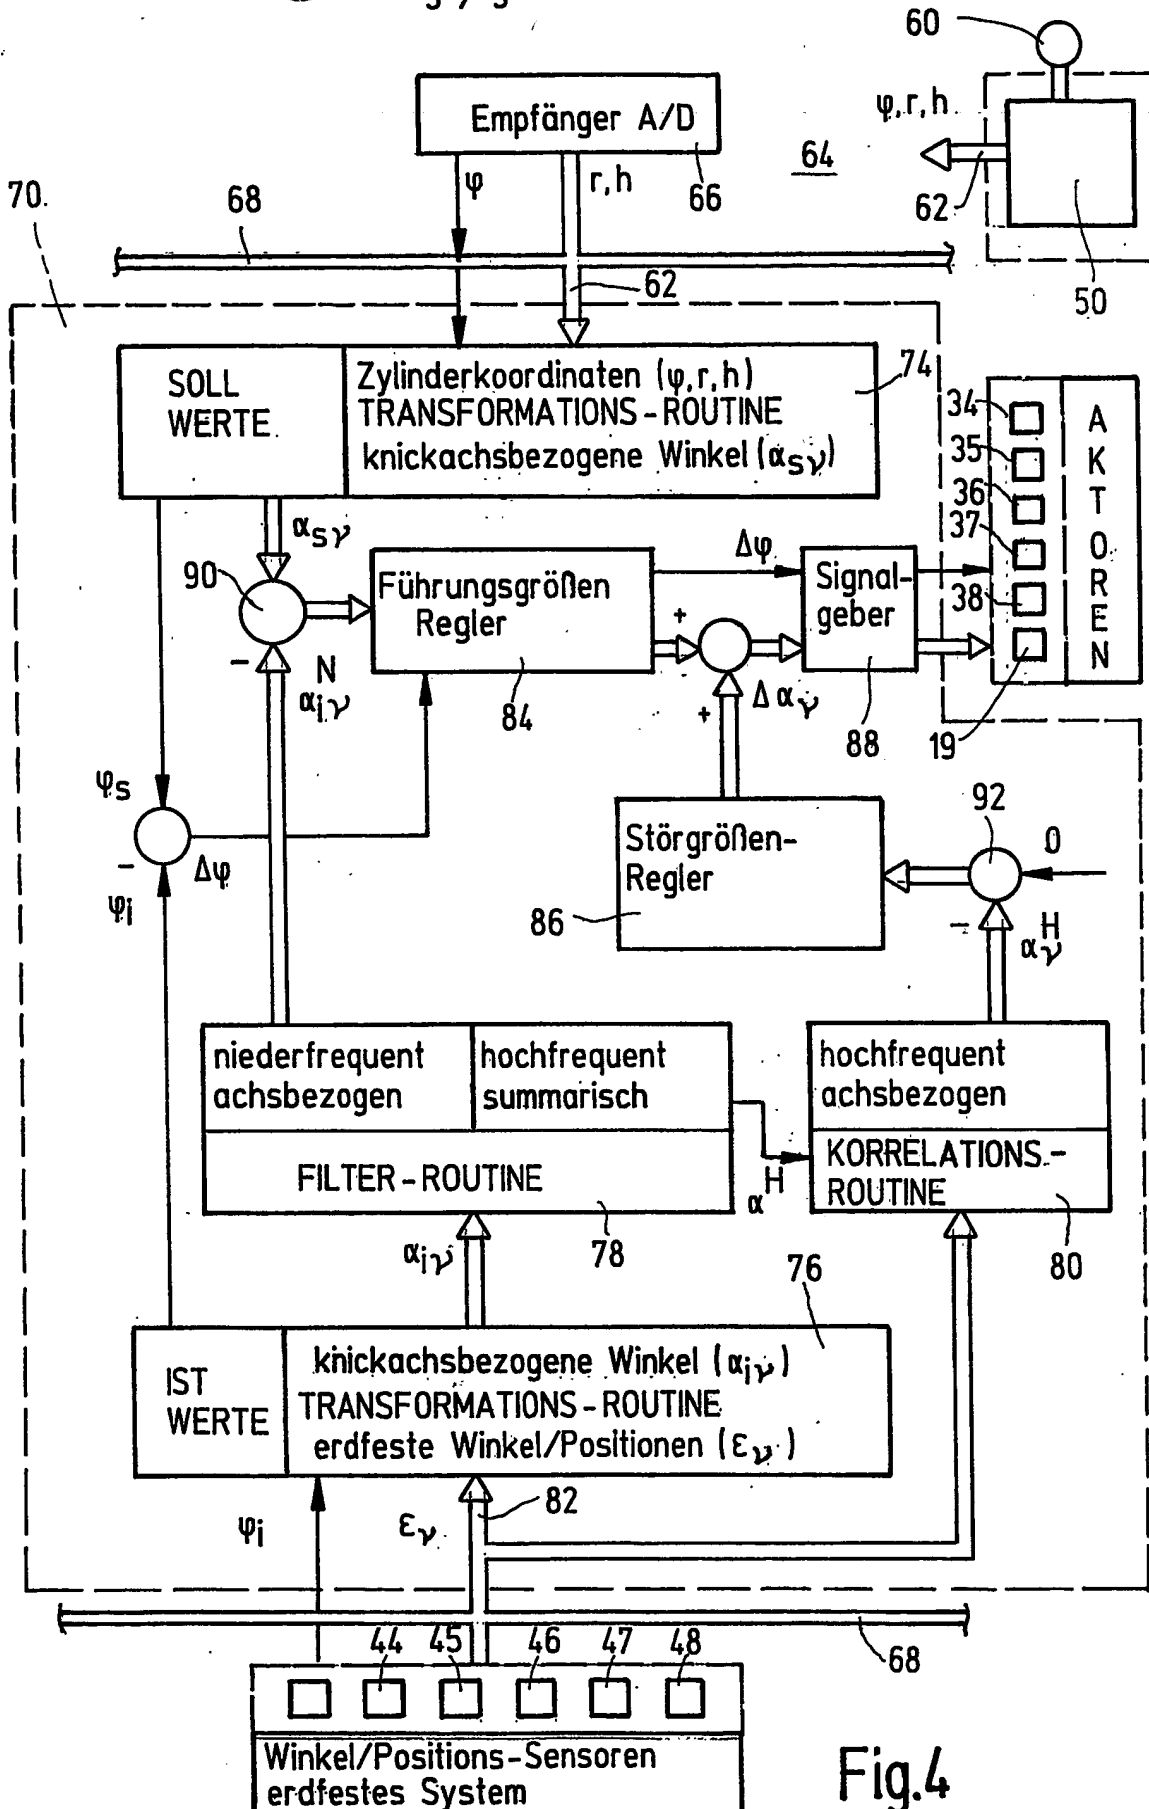 60
φ, r, h
Empfänger A/D
64
66
φ
r, h
62
70
68
62
50
SOLL
WERTE
Zylinderkoordinaten (φ, r, h)
TRANSFORMATIONS-ROUTINE
knickachsbezogene Winkel (αsν)
74
34
35
36
37
38
19
AKTOREN
αsν
90
Führungsgrößen
Regler
Δφ
Signal-
geber
+
-
N
αiν
84
+
Δ αν
88
φs
92
0
Störgrößen-
Regler
-
Δφ
φi
86
-
H
αν
niederfrequent
achsbezogen
hochfrequent
summarisch
hochfrequent
achsbezogen
FILTER-ROUTINE
KORRELATIONS-
ROUTINE
αH
78
80
αiν
76
IST
WERTE
knickachsbezogene Winkel (αiν)
TRANSFORMATIONS-ROUTINE
erdfeste Winkel/Positionen (εν)
82
φi
εν
44 45 46 47 48
68
Winkel/Positions-Sensoren
erdfestes System
Fig.4